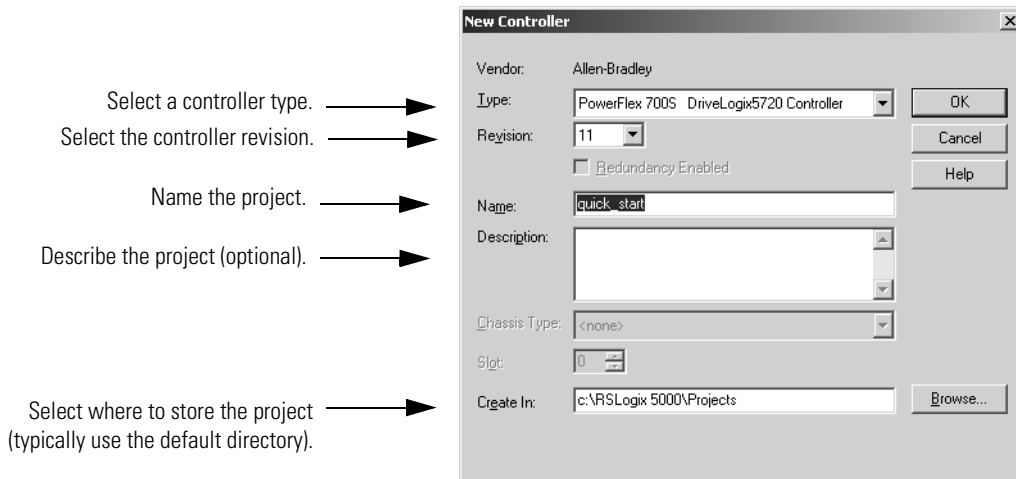 New Controller
Vendor: Allen-Bradley
Select a controller type.
Type: PowerFlex 700S DriveLogix5720 Controller
OK
Select the controller revision.
Revision: 11
Cancel
Redundancy Enabled
Help
Name the project.
Name: quick_start
Describe the project (optional).
Description:
Chassis Type: <none>
Slot: 0
Select where to store the project
(typically use the default directory).
Create In: c:\RSLogix 5000\Projects
Browse...